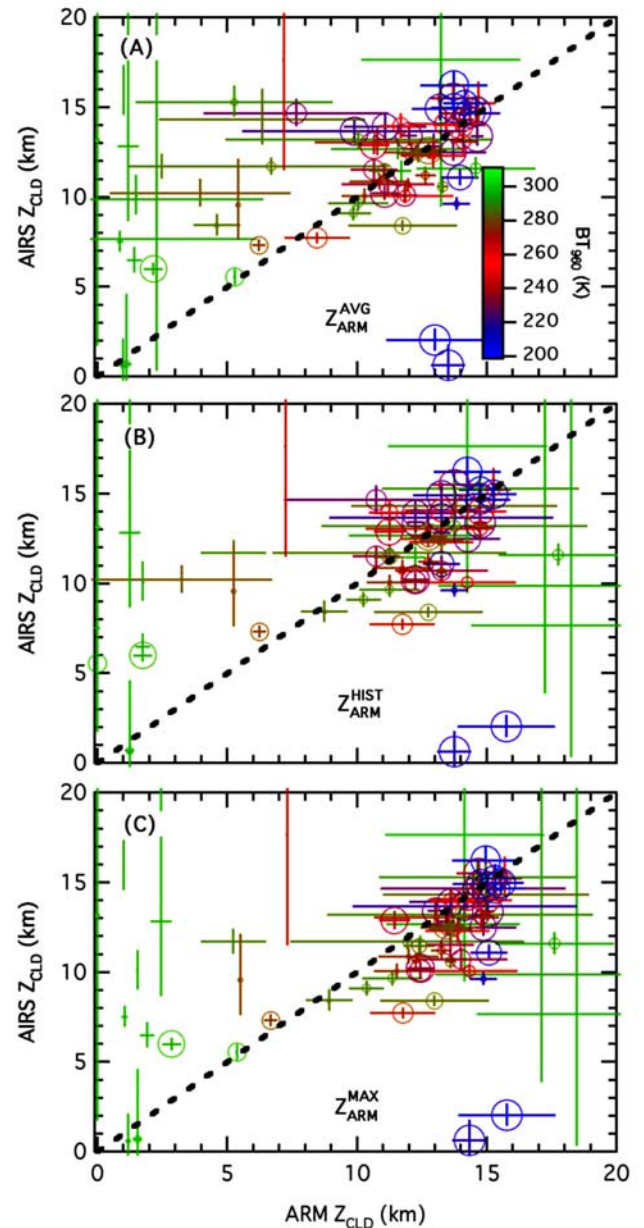 20
(A)
15
10
5
0
AIRS Z_CLD (km)
Z_ARM^AVG
300
280
260
240
220
200
BT_960 (K)
20
(B)
15
10
5
0
AIRS Z_CLD (km)
Z_ARM^HIST
20
(C)
15
10
5
0
AIRS Z_CLD (km)
Z_ARM^MAX
0 5 10 15 20
ARM Z_CLD (km)